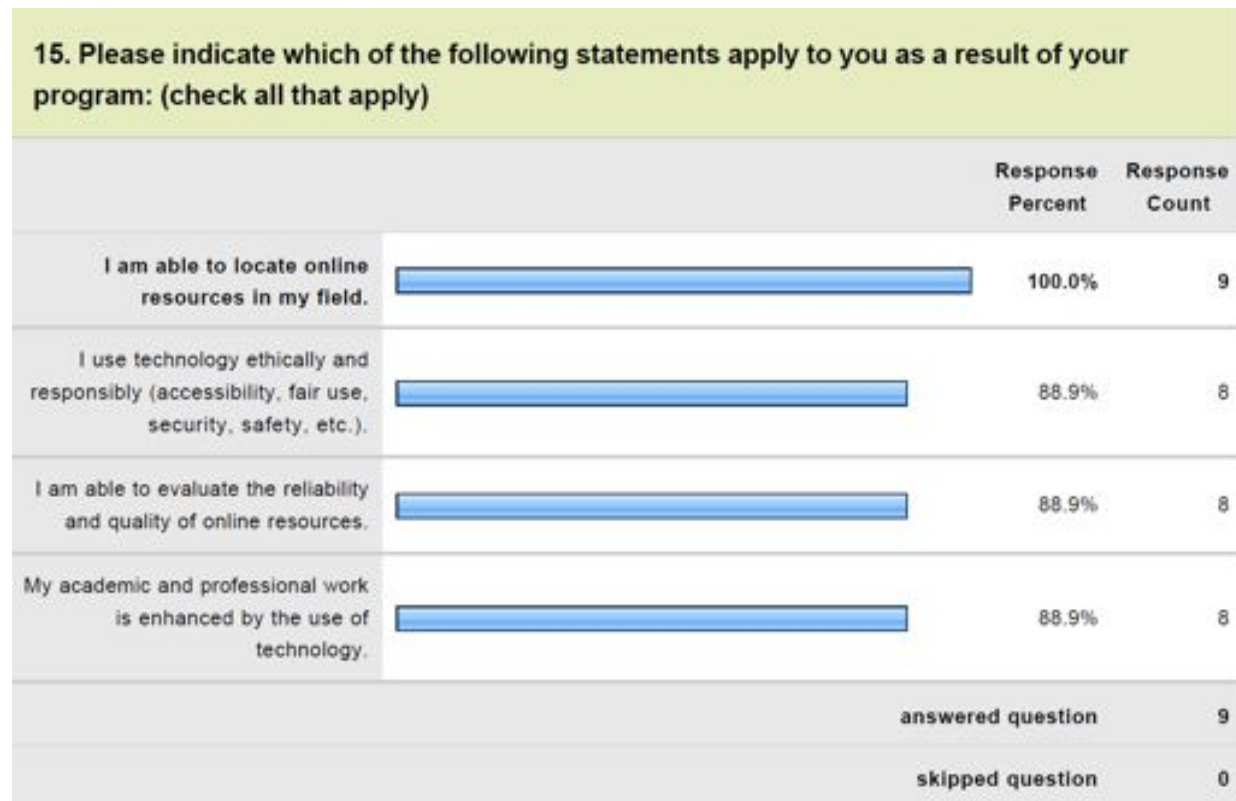 15. Please indicate which of the following statements apply to you as a result of your
program: (check all that apply)
Response Response
Percent Count
I am able to locate online
resources in my field.
100.0% 9
I use technology ethically and
responsibly (accessibility, fair use,
security, safety, etc.).
88.9% 8
I am able to evaluate the reliability
and quality of online resources.
88.9% 8
My academic and professional work
is enhanced by the use of
technology.
88.9% 8
answered question 9
skipped question 0